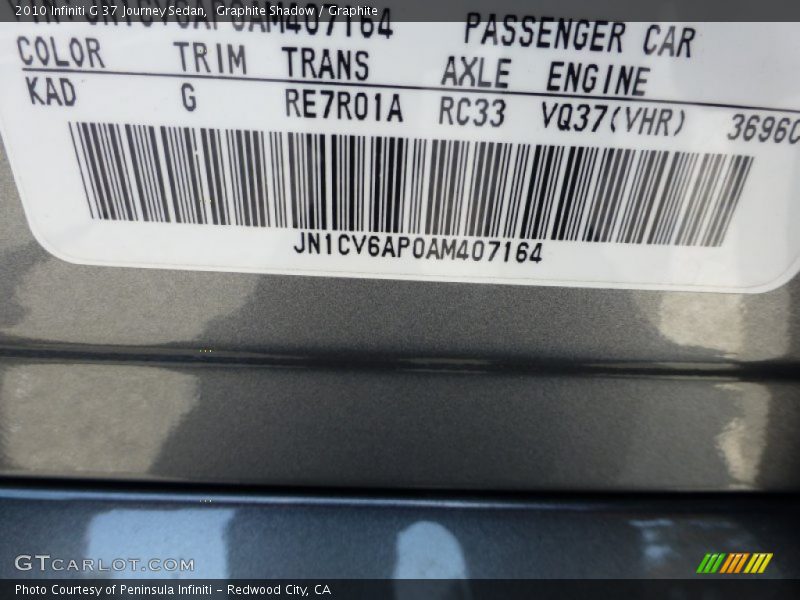 2010 Infiniti G 37 Journey Sedan, Graphite Shadow / Graphite
PASSENGER CAR
COLOR TRIM TRANS AXLE ENGINE
KAD G RE7R01A RC33 VQ37(VHR) 3696C
JN1CV6AP0AM407164
GTCARLOT.COM
Photo Courtesy of Peninsula Infiniti - Redwood City, CA